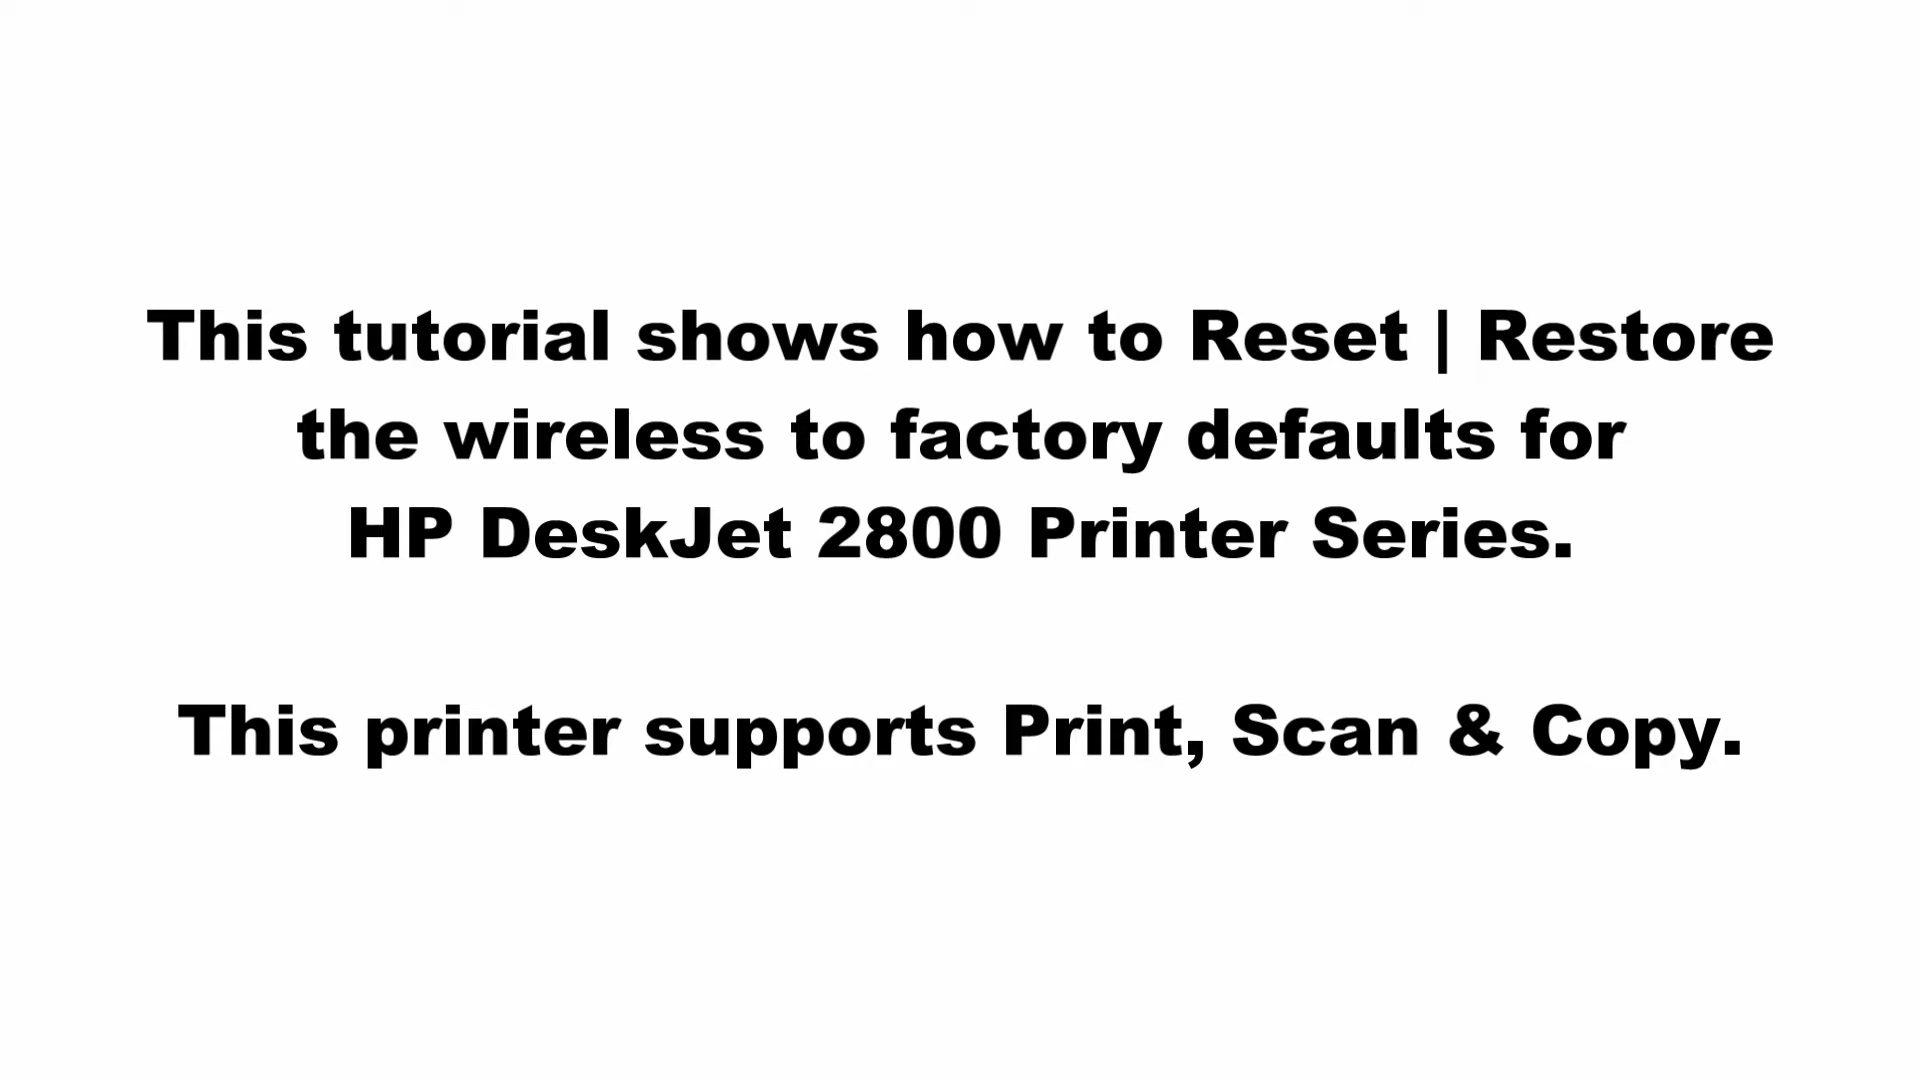 This tutorial shows how to Reset | Restore
the wireless to factory defaults for
HP DeskJet 2800 Printer Series.
This printer supports Print, Scan & Copy.